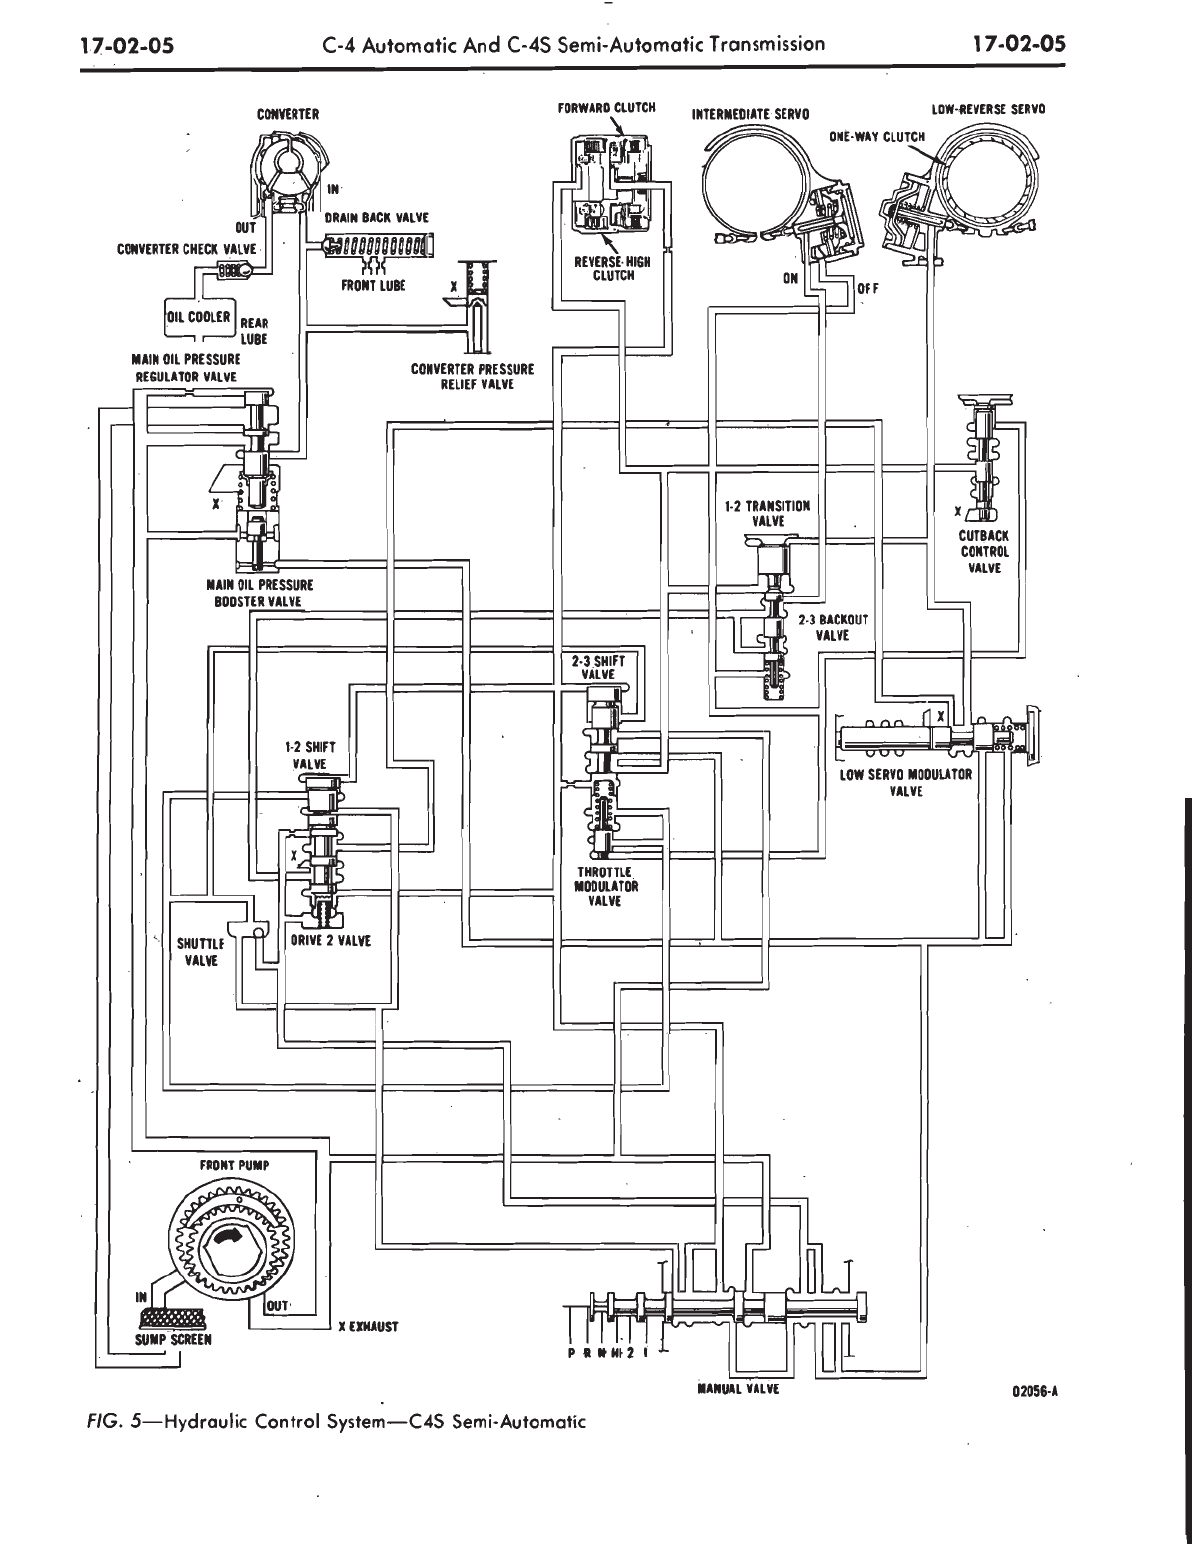 17-02-05 C-4 Automatic And C-4S Semi-Automatic Transmission 17-02-05
CONVERTER
FORWARD CLUTCH
INTERMEDIATE SERVO
LOW-REVERSE SERVO
ONE-WAY CLUTCH
IN
OUT
DRAIN BACK VALVE
CONVERTER CHECK VALVE
FRONT LUBE
X
REVERSE-HIGH
CLUTCH
ON
OFF
OIL COOLER
REAR
LUBE
MAIN OIL PRESSURE
REGULATOR VALVE
CONVERTER PRESSURE
RELIEF VALVE
X
1-2 TRANSITION
VALVE
X
CUTBACK
CONTROL
VALVE
MAIN OIL PRESSURE
BOOSTER VALVE
2-3 BACKOUT
VALVE
2-3 SHIFT
VALVE
X
1-2 SHIFT
VALVE
LOW SERVO MODULATOR
VALVE
X
THROTTLE
MODULATOR
VALVE
SHUTTLE
VALVE
DRIVE 2 VALVE
FRONT PUMP
IN
OUT
SUMP SCREEN
X EXHAUST
P R N 2 1
MANUAL VALVE
02056-A
FIG. 5—Hydraulic Control System—C4S Semi-Automatic